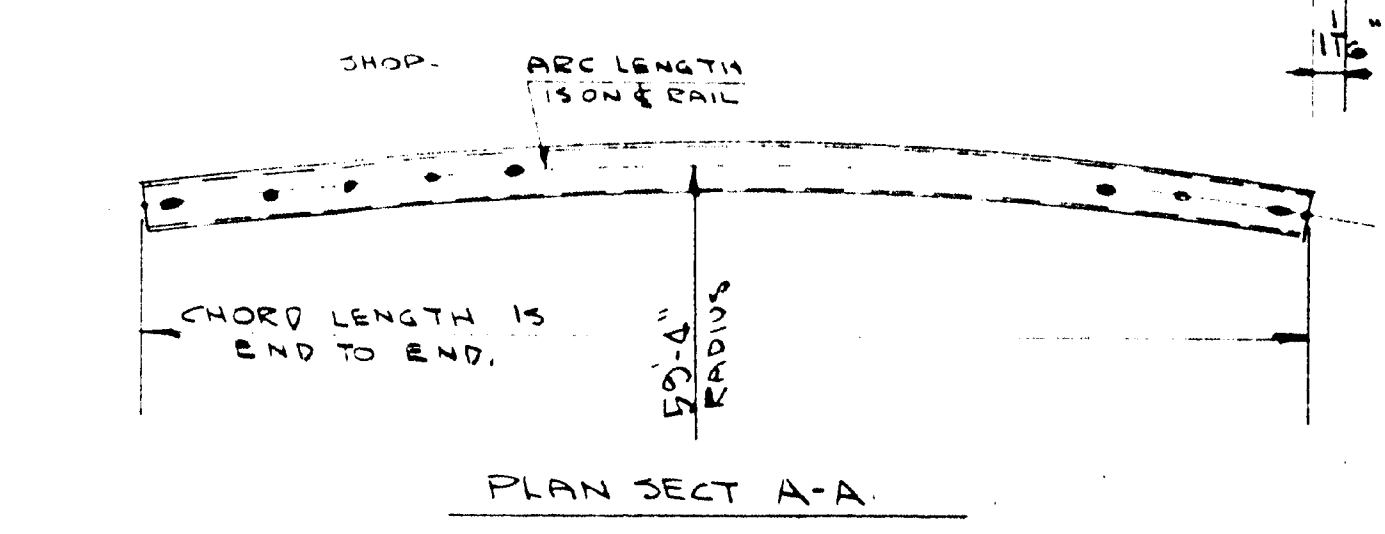 SHOP.
ARC LENGTH
IS ON ℄ RAIL
1 1/16"
CHORD LENGTH IS
END TO END.
59'-4"
RADIUS
PLAN SECT A-A.